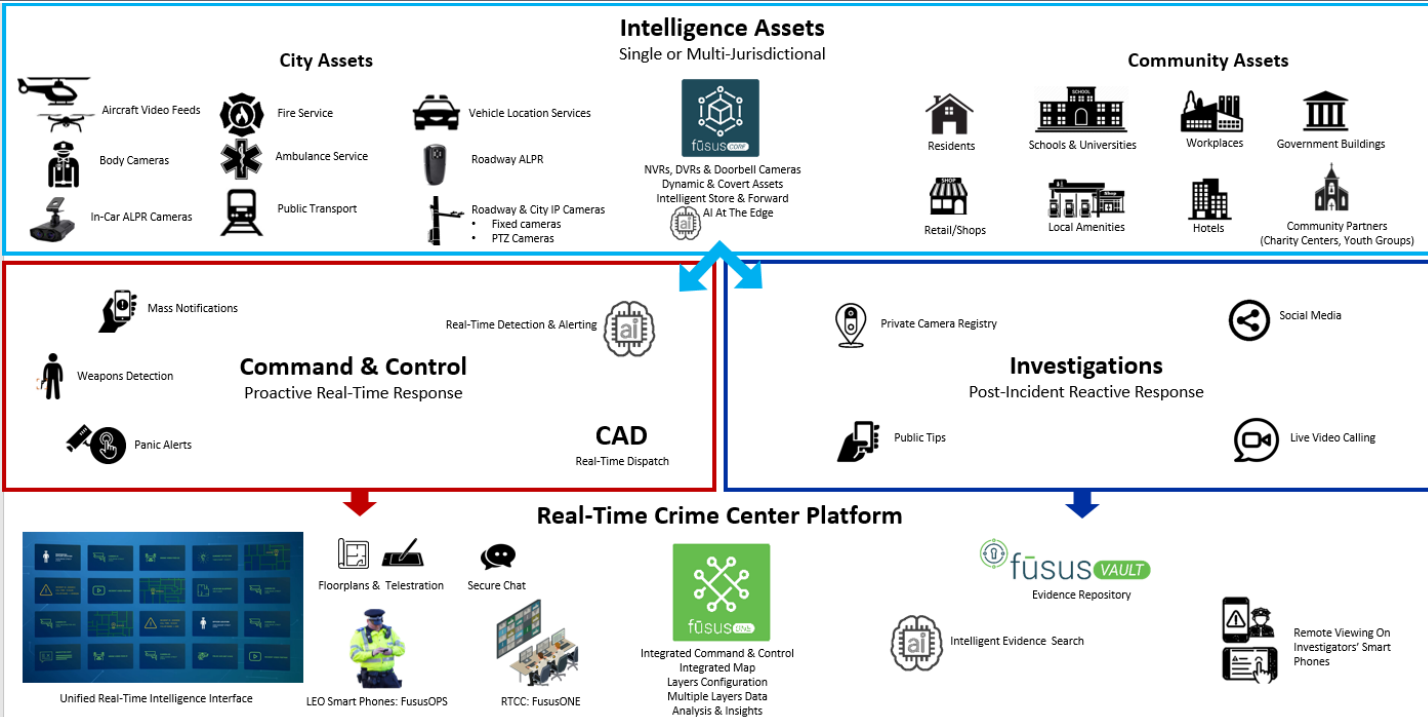 Intelligence Assets
Single or Multi-Jurisdictional
City Assets
Aircraft Video Feeds
Body Cameras
In-Car ALPR Cameras
Fire Service
Ambulance Service
Public Transport
Vehicle Location Services
Roadway ALPR
Roadway & City IP Cameras
• Fixed cameras
• PTZ Cameras
fūsus CORE
NVRs, DVRs & Doorbell Cameras
Dynamic & Covert Assets
Intelligent Store & Forward
ai
AI At The Edge
Community Assets
Residents
SCHOOL
Schools & Universities
Workplaces
Government Buildings
SHOP
Retail/Shops
Shop
Local Amenities
Hotels
Community Partners
(Charity Centers, Youth Groups)
Mass Notifications
Real-Time Detection & Alerting
ai
Weapons Detection
Command & Control
Proactive Real-Time Response
Panic Alerts
CAD
Real-Time Dispatch
Private Camera Registry
Social Media
Investigations
Post-Incident Reactive Response
Public Tips
Live Video Calling
Real-Time Crime Center Platform
Unified Real-Time Intelligence Interface
Floorplans & Telestration
Secure Chat
LEO Smart Phones: FususOPS
RTCC: FususONE
fūsus
Integrated Command & Control
Integrated Map
Layers Configuration
Multiple Layers Data
Analysis & Insights
fūsus VAULT
Evidence Repository
ai
Intelligent Evidence Search
Remote Viewing On
Investigators' Smart
Phones